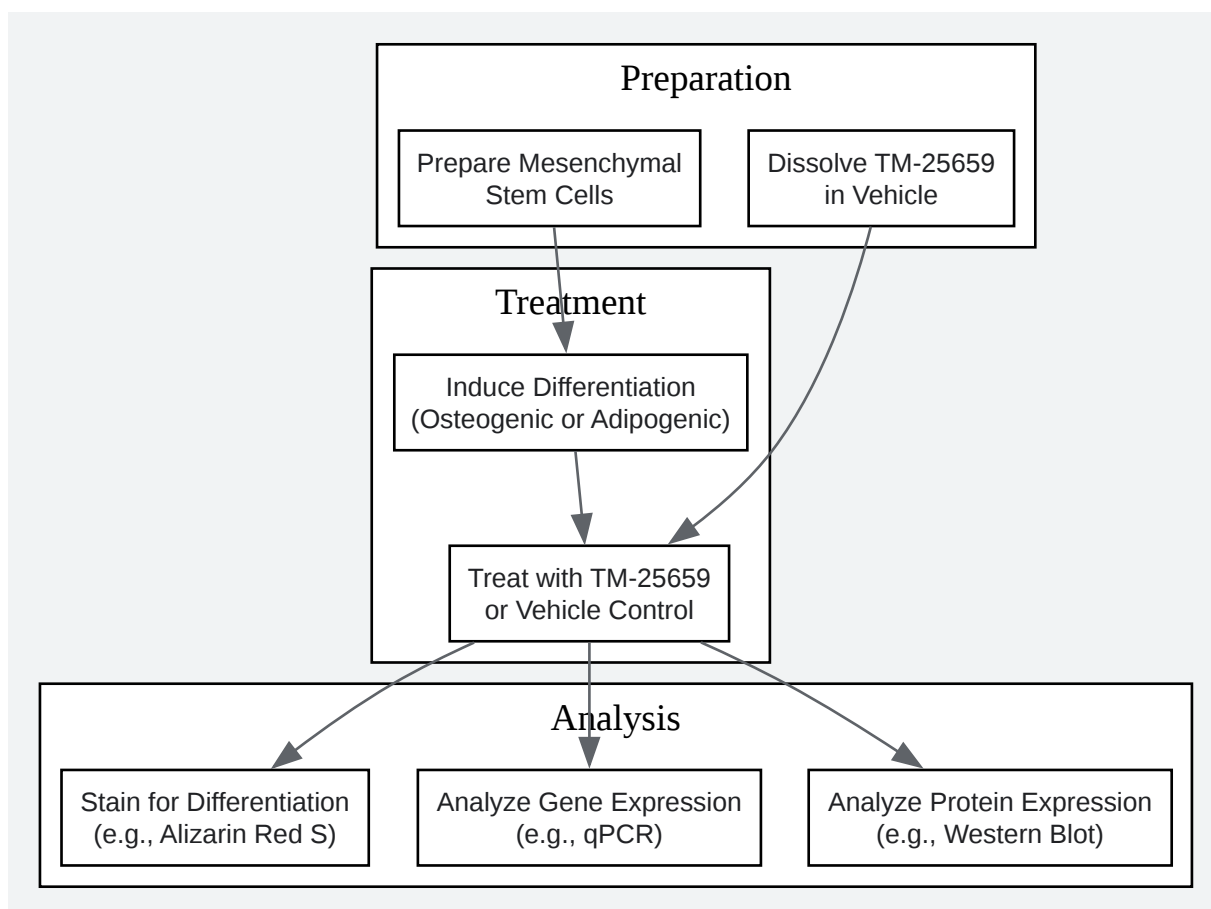 Preparation
Prepare Mesenchymal
Stem Cells
Dissolve TM-25659
in Vehicle
Treatment
Induce Differentiation
(Osteogenic or Adipogenic)
Treat with TM-25659
or Vehicle Control
Analysis
Stain for Differentiation
(e.g., Alizarin Red S)
Analyze Gene Expression
(e.g., qPCR)
Analyze Protein Expression
(e.g., Western Blot)